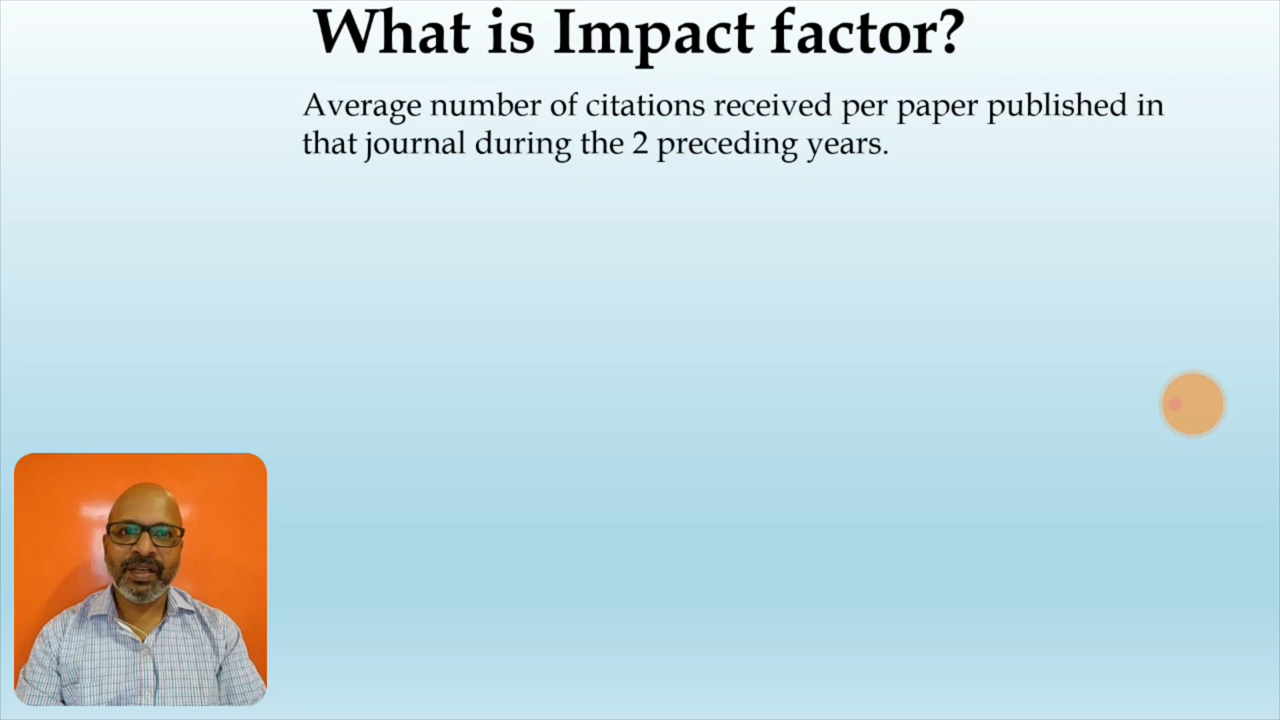 What is Impact factor?
Average number of citations received per paper published in
that journal during the 2 preceding years.